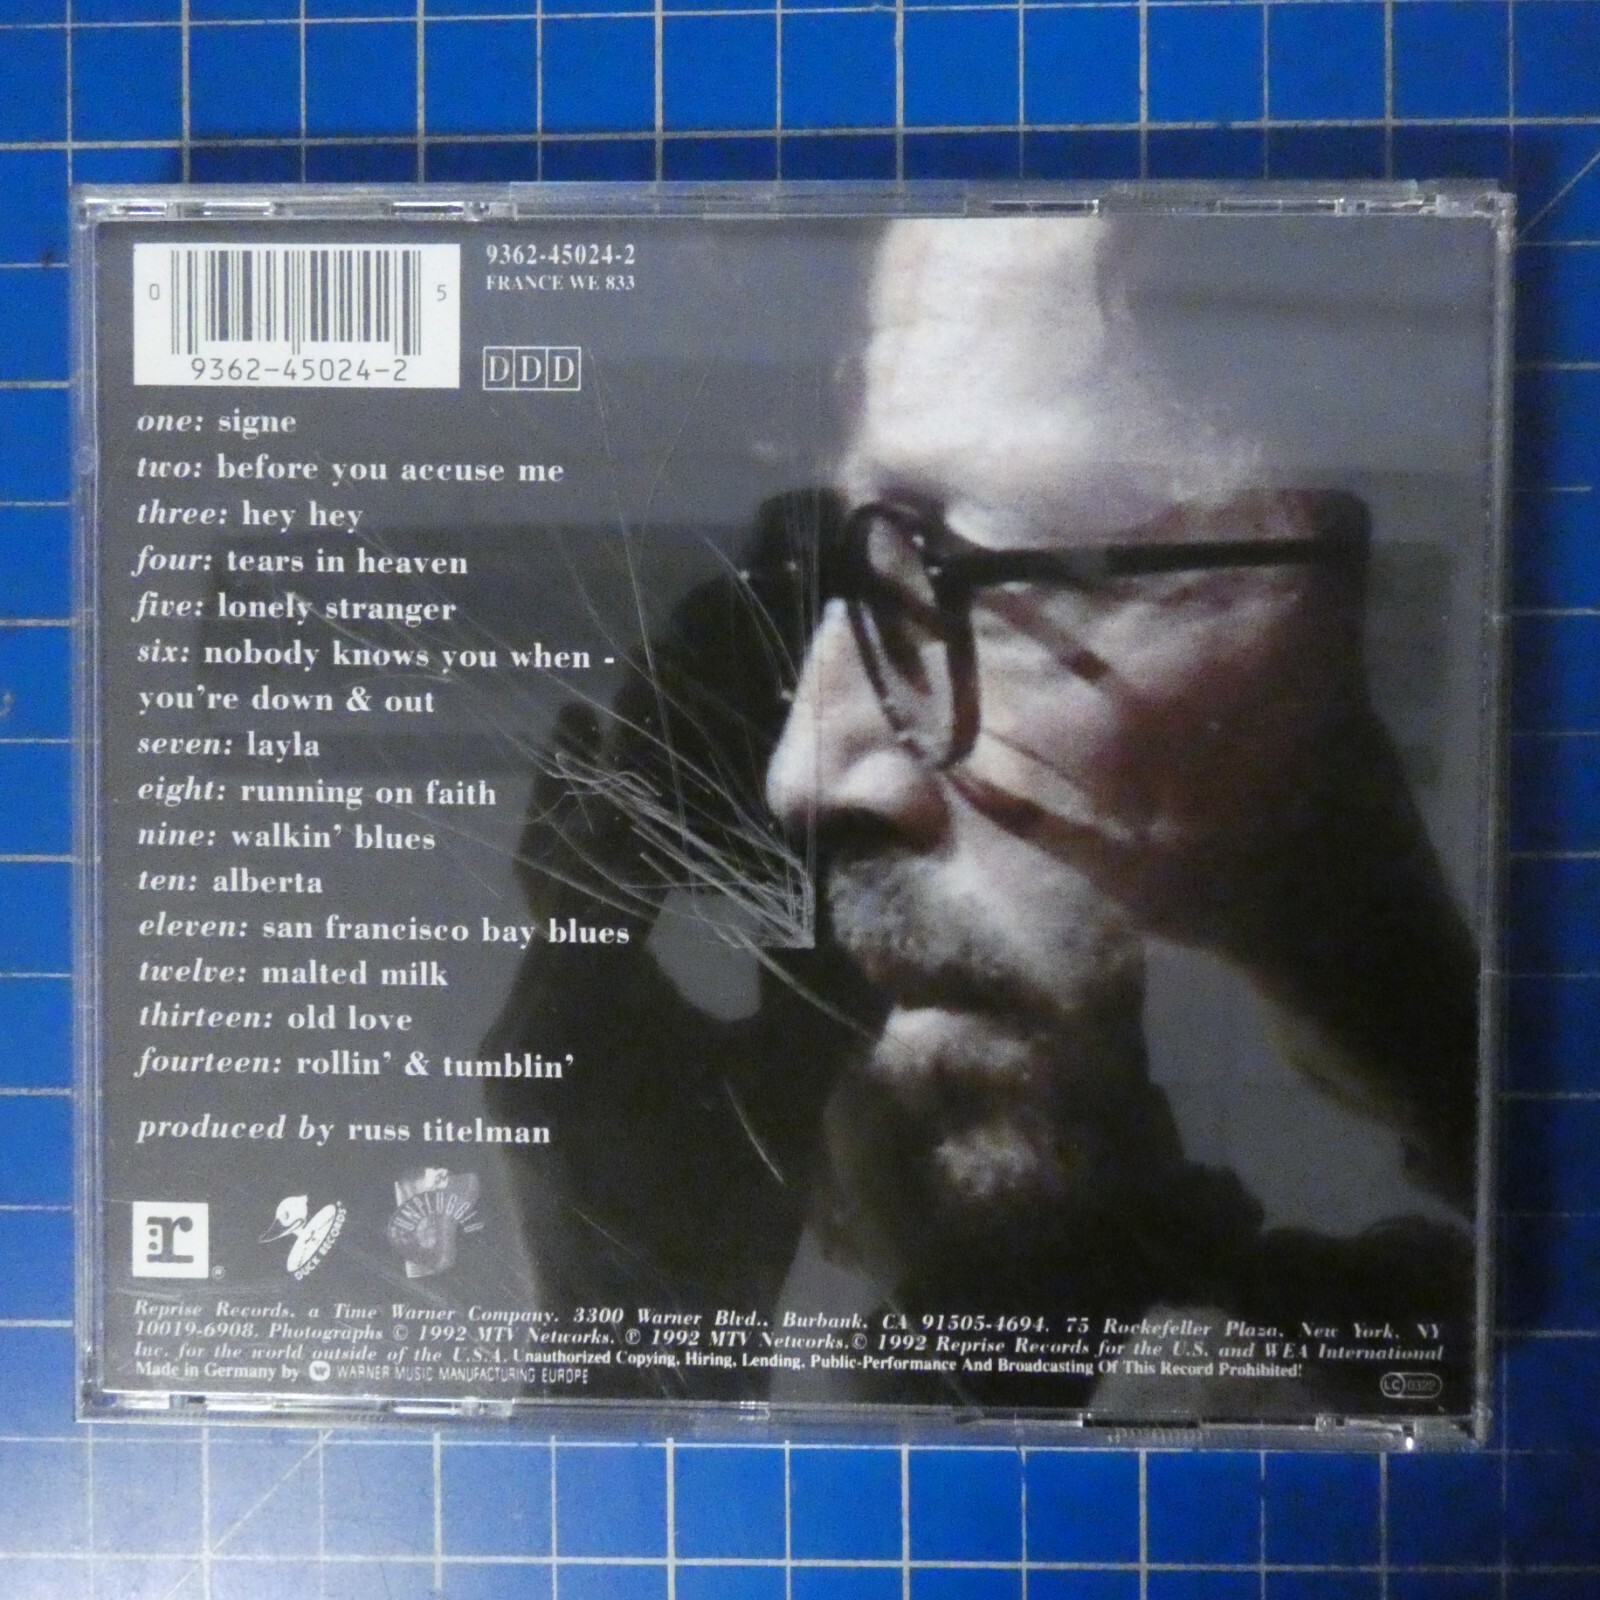 9362-45024-2
FRANCE WE 833
0 5
9362-45024-2
DDD
one: signe
two: before you accuse me
three: hey hey
four: tears in heaven
five: lonely stranger
six: nobody knows you when -
you're down & out
seven: layla
eight: running on faith
nine: walkin' blues
ten: alberta
eleven: san francisco bay blues
twelve: malted milk
thirteen: old love
fourteen: rollin' & tumblin'
produced by russ titelman
r ®
DUCK RECORDS
UNPLUGGED
Reprise Records, a Time Warner Company, 3300 Warner Blvd., Burbank, CA 91505-4694. 75 Rockefeller Plaza, New York, NY
10019-6908. Photographs © 1992 MTV Networks. ℗ 1992 MTV Networks. © 1992 Reprise Records for the U.S. and WEA International
Inc. for the world outside of the U.S.A. Unauthorized Copying, Hiring, Lending, Public-Performance And Broadcasting Of This Record Prohibited!
Made in Germany by WARNER MUSIC MANUFACTURING EUROPE
LC